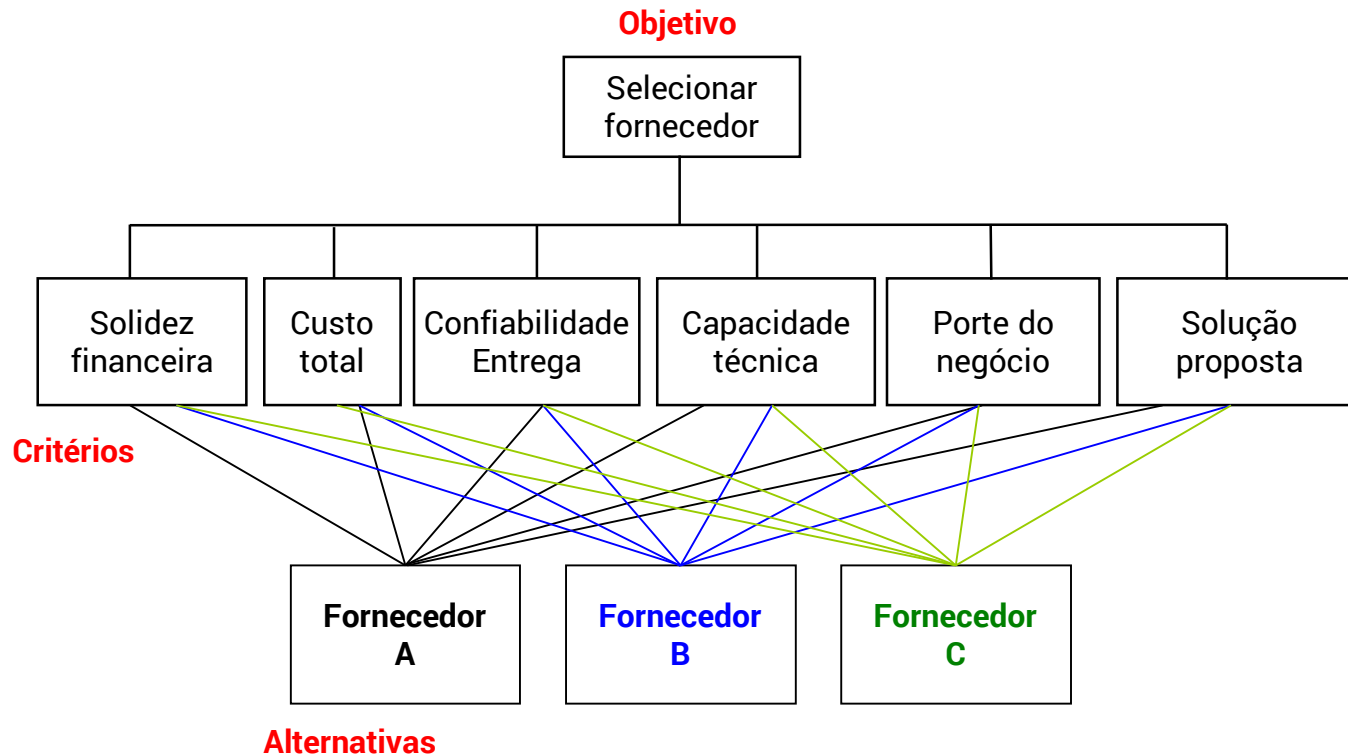 Objetivo
Selecionar
fornecedor
Solidez
financeira
Custo
total
Confiabilidade
Entrega
Capacidade
técnica
Porte do
negócio
Solução
proposta
Critérios
Fornecedor
A
Fornecedor
B
Fornecedor
C
Alternativas